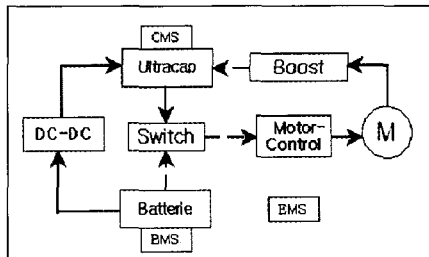 CMS
Ultracap
Boost
DC-DC
Switch
Motor-
Control
M
Batterie
BMS
BMS